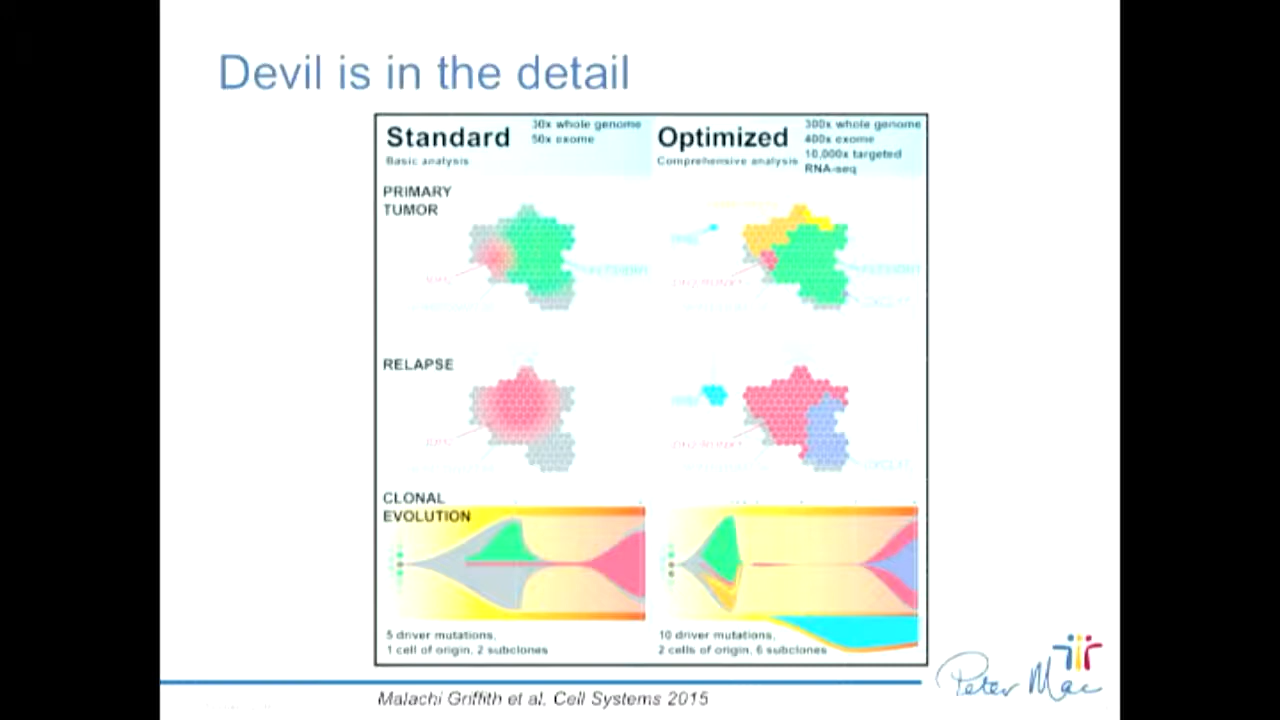 Devil is in the detail
Standard
30x whole genome
50x exome
Basic analysis
Optimized
300x whole genome
400x exome
10,000x targeted
RNA-seq
Comprehensive analysis
PRIMARY
TUMOR
RELAPSE
CLONAL
EVOLUTION
5 driver mutations,
1 cell of origin, 2 subclones
10 driver mutations,
2 cells of origin, 6 subclones
Malachi Griffith et al, Cell Systems 2015
Peter Mac